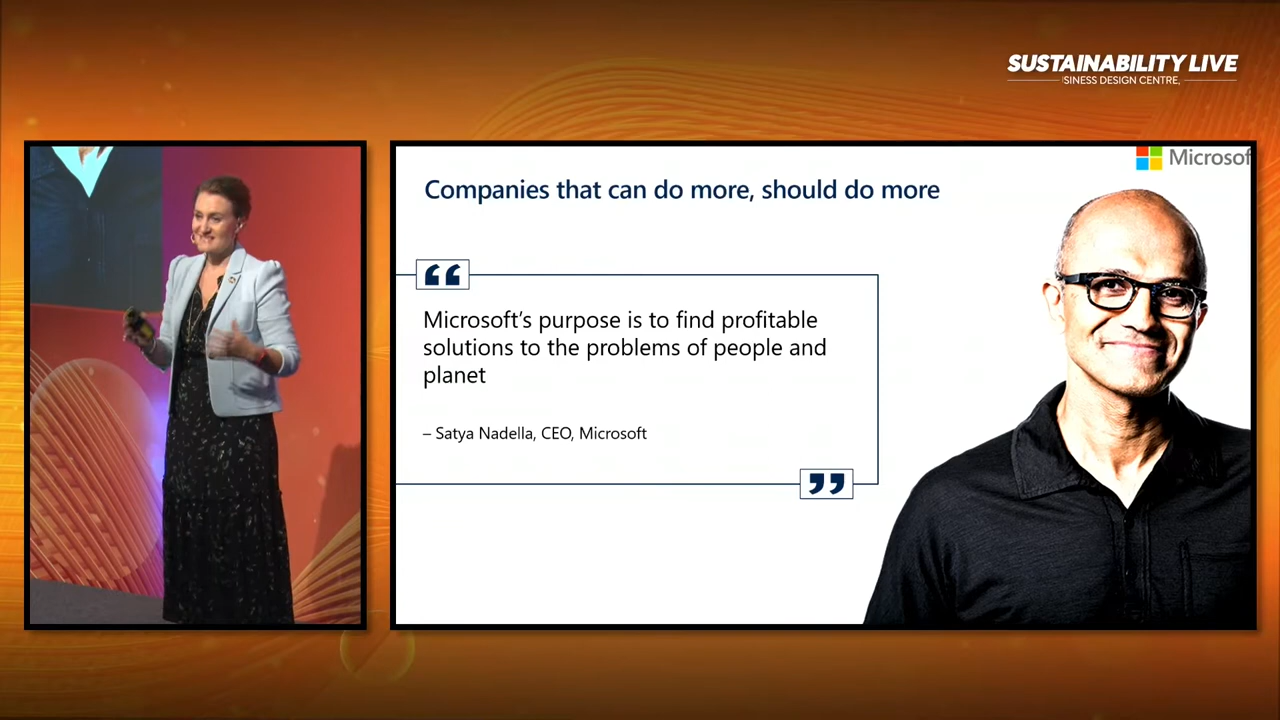 SUSTAINABILITY LIVE
SINESS DESIGN CENTRE,
Microsof
Companies that can do more, should do more
“
Microsoft’s purpose is to find profitable
solutions to the problems of people and
planet
– Satya Nadella, CEO, Microsoft
”